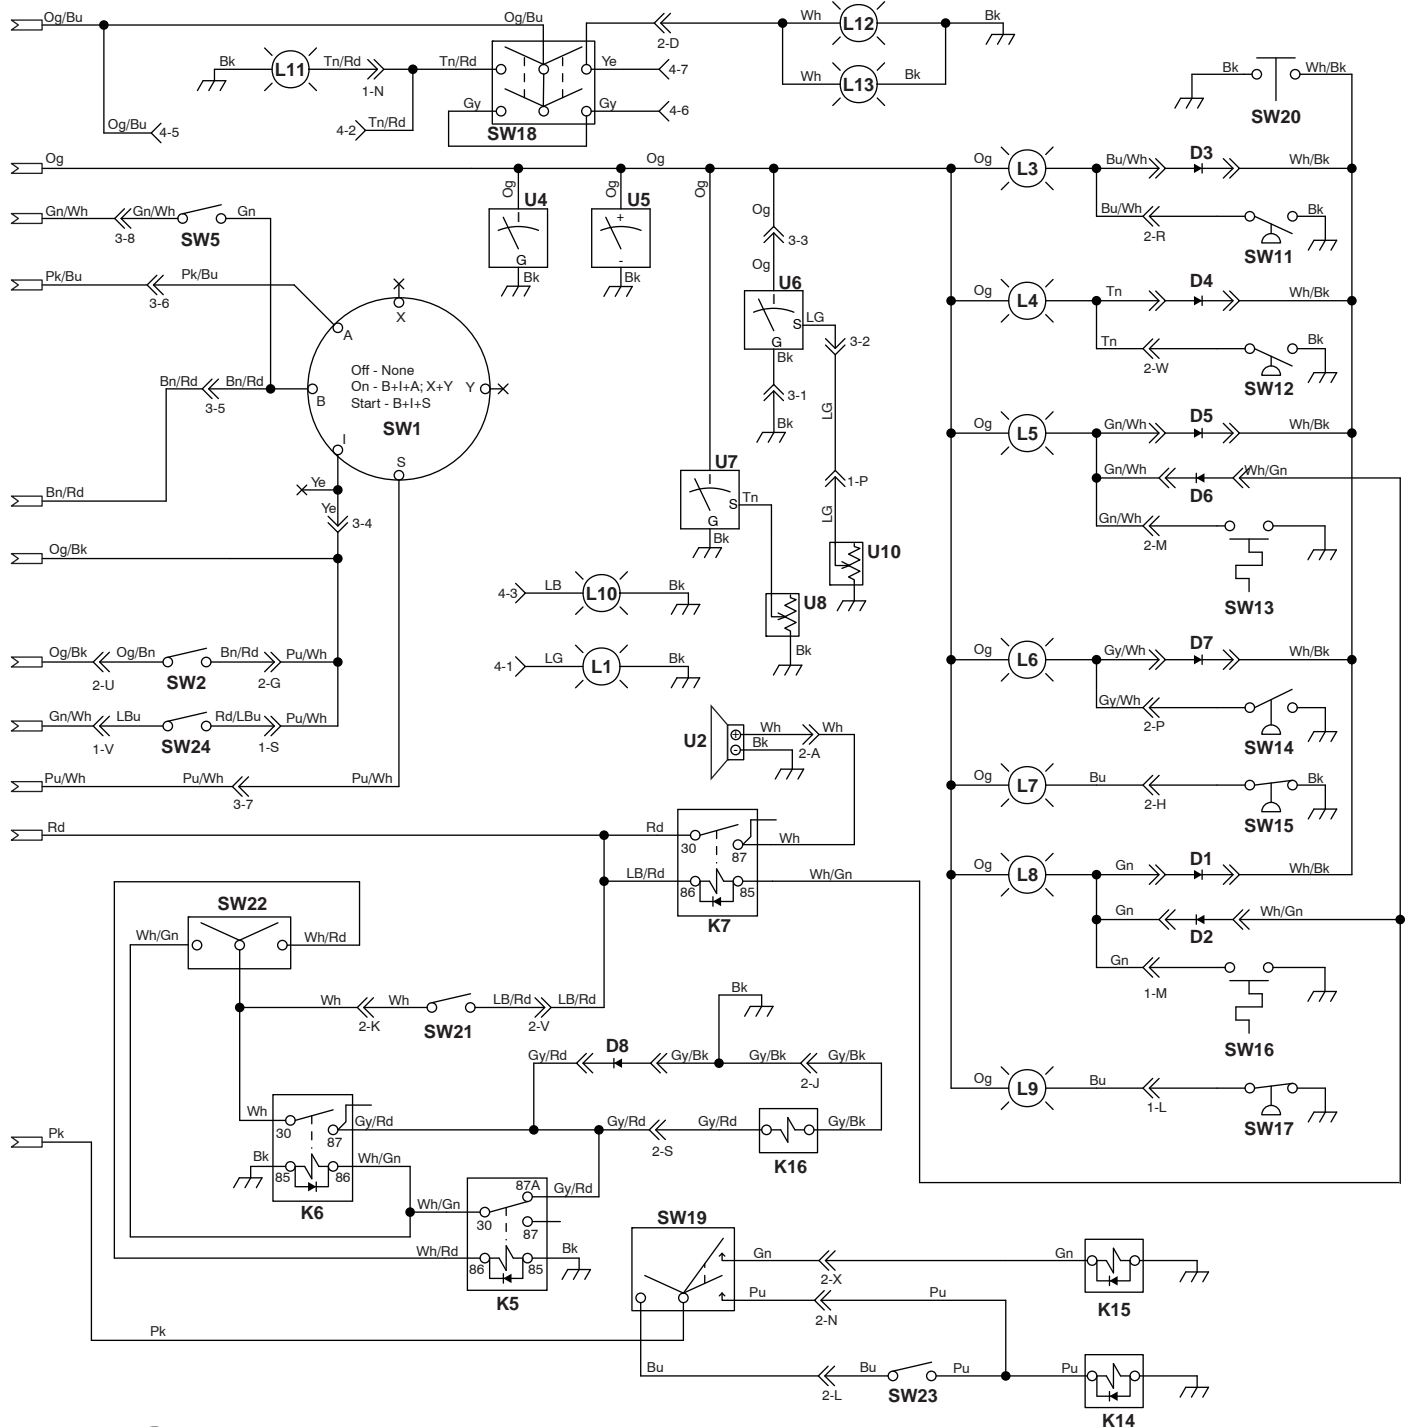 Og/Bu Og/Bu Wh L12 Bk
2-D
Bk L11 Tn/Rd Tn/Rd Ye 4-7 Wh L13 Bk
1-N
Bk Wh/Bk
SW20
Gy Gy 4-6
Og/Bu 4-5 4-2 Tn/Rd SW18
Og Og Og L3 Bu/Wh D3 Wh/Bk
Og Og Og Og
Gn/Wh Gn/Wh Gn
3-8 SW5
I U4 G Bk
+ U5 - Bk
3-3
Og
Bu/Wh Bk
2-R SW11
Pk/Bu Pk/Bu
3-6
U6 I S G LG
Bk
3-2
3-1
Bk
LG
1-P
LG
U10
Og L4 Tn D4 Wh/Bk
Tn Bk
2-W SW12
X
A
Bn/Rd Bn/Rd B Y
3-5
Off - None
On - B+I+A; X+Y
Start - B+I+S
SW1
I S
Ye
Ye
3-4
Bn/Rd
Og/Bk
Og L5 Gn/Wh D5 Wh/Bk
Gn/Wh Wh/Gn
D6
Gn/Wh
2-M
SW13
U7 I S G Tn
Bk
U8
Bk
4-3 LB L10 Bk
4-1 LG L1 Bk
Og/Bk Og/Bn Bn/Rd Pu/Wh
2-U SW2 2-G
Og L6 Gy/Wh D7 Wh/Bk
Gy/Wh
2-P SW14
Gn/Wh LBu Rd/LBu Pu/Wh
1-V SW24 1-S
U2 + - Wh Wh
Bk 2-A
Pu/Wh Pu/Wh Pu/Wh
3-7
Og L7 Bu Bk
2-H SW15
Rd Rd 30 87 Wh
LB/Rd 86 85 Wh/Gn
K7
Og L8 Gn D1 Wh/Bk
Gn Wh/Gn
D2
Gn
1-M
SW16
SW22
Wh/Gn Wh/Rd
Wh Wh LB/Rd LB/Rd
2-K SW21 2-V
Bk
Gy/Rd D8 Gy/Bk Gy/Bk Gy/Bk
2-J
Og L9 Bu
1-L SW17
Wh 30 87 Gy/Rd Gy/Rd Gy/Rd Gy/Bk
2-S K16
Pk
Bk 85 86 Wh/Gn
K6
87A Gy/Rd
Wh/Gn 30 87
Wh/Rd 86 85 Bk
K5
SW19
Gn Gn
2-X K15
Pu Pu
2-N
Pk
Bu Bu Pu Pu
2-L SW23 K14